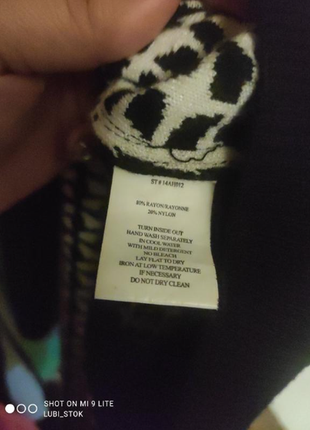 80% RAYON/RAYONNE
20% NYLON
TURN INSIDE OUT
HAND WASH SEPARATELY
IN COOL WATER
WITH MILD DETERGENT
NO BLEACH
LAY FLAT TO DRY
IRON AT LOW TEMPERATURE
IF NECESSARY
DO NOT DRY CLEAN
SHOT ON MI 9 LITE
LUBI_STOK